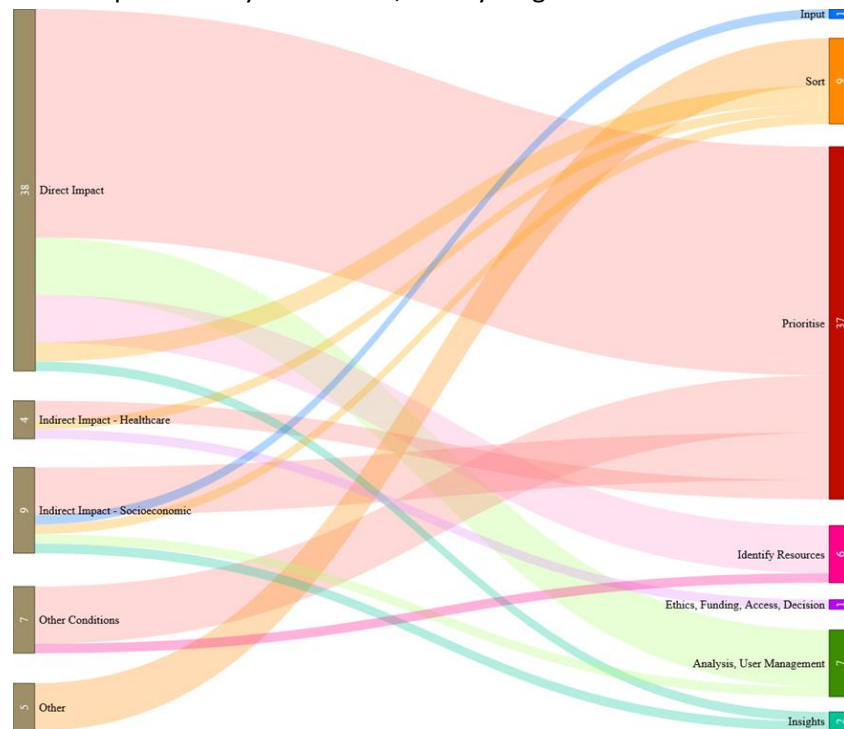 38 Direct Impact
4 Indirect Impact - Healthcare
9 Indirect Impact - Socioeconomic
7 Other Conditions
5 Other
Input 1
Sort 9
Prioritise 37
Identify Resources 6
Ethics, Funding, Access, Decision 1
Analysis, User Management 7
Insights 2